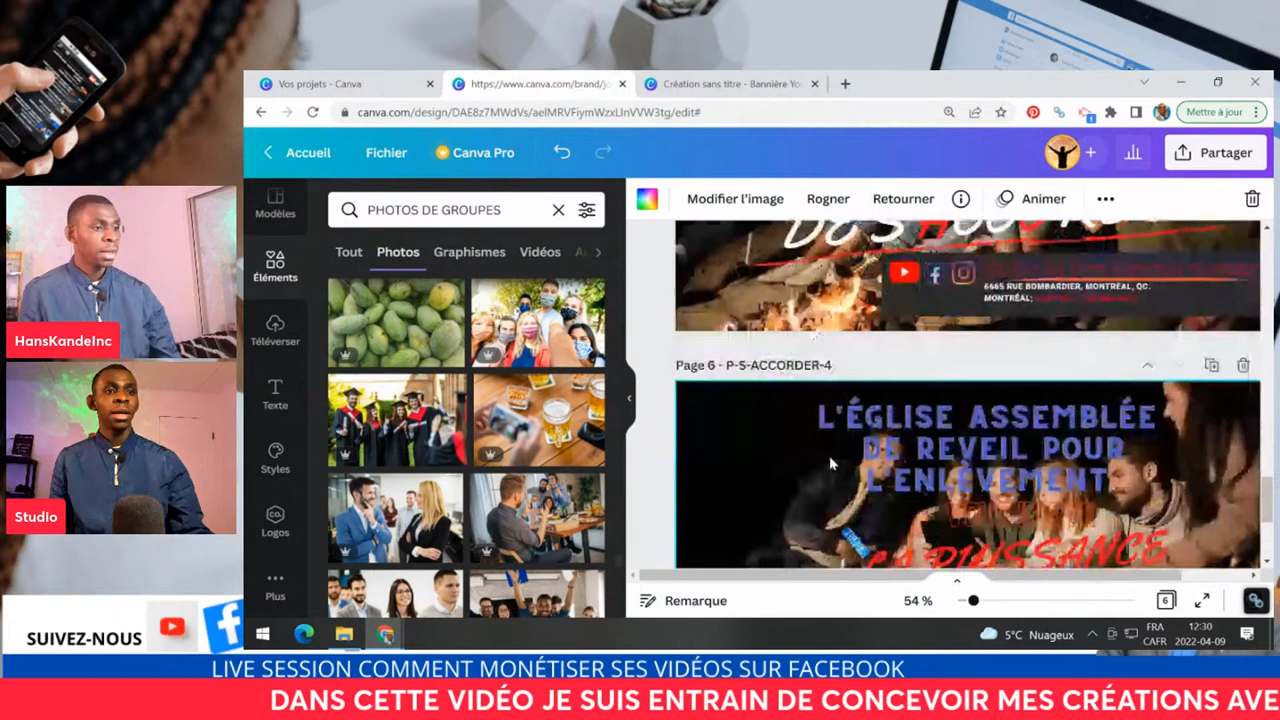 Vos projets - Canva
https://www.canva.com/brand/jo
Création sans titre - Bannière Yo
canva.com/design/DAE8z7MWdVs/aelMRVFiymWzxLInVVW3tg/edit#
Mettre à jour
Accueil
Fichier
Canva Pro
Partager
Modèles
Éléments
Téléverser
Texte
Styles
Logos
Plus
PHOTOS DE GROUPES
Tout
Photos
Graphismes
Vidéos
Modifier l'image
Rogner
Retourner
Animer
6665 RUE BOMBARDIER, MONTREAL, QC.
MONTRÉAL;
Page 6 - P-S-ACCORDER-4
L'ÉGLISE ASSEMBLÉE
DE REVEIL POUR
L'ENLÈVEMENT
LA PUISSANCE
Remarque
54 %
6
HansKandeInc
Studio
5°C Nuageux
FRA
CAFR
12:30
2022-04-09
SUIVEZ-NOUS
LIVE SESSION COMMENT MONÉTISER SES VIDÉOS SUR FACEBOOK
DANS CETTE VIDÉO JE SUIS ENTRAIN DE CONCEVOIR MES CRÉATIONS AVE